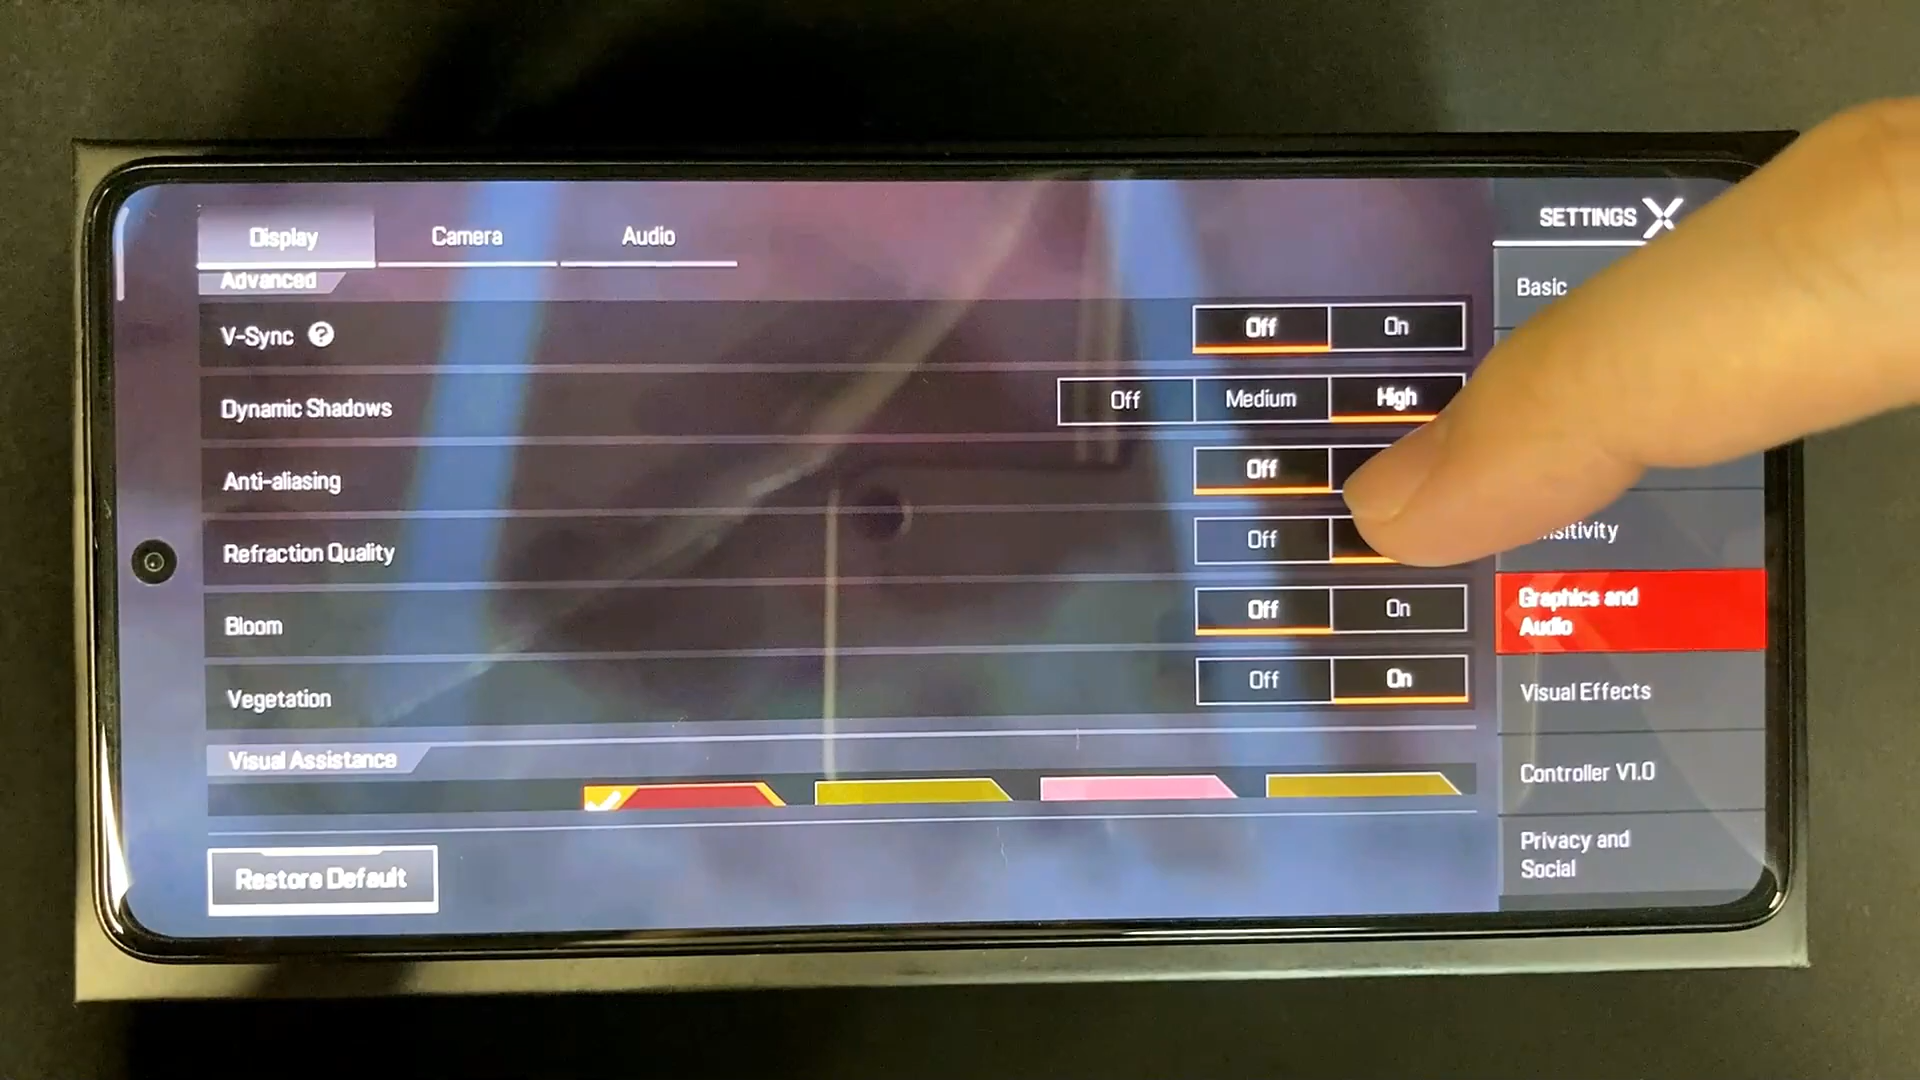 Display Camera Audio
Advanced
V-Sync ? Off On
Dynamic Shadows Off Medium High
Anti-aliasing Off
Refraction Quality Off
Bloom Off On
Vegetation Off On
Visual Assistance
Restore Default
SETTINGS
Basic
Graphics and
Audio
Visual Effects
Controller V1.0
Privacy and
Social